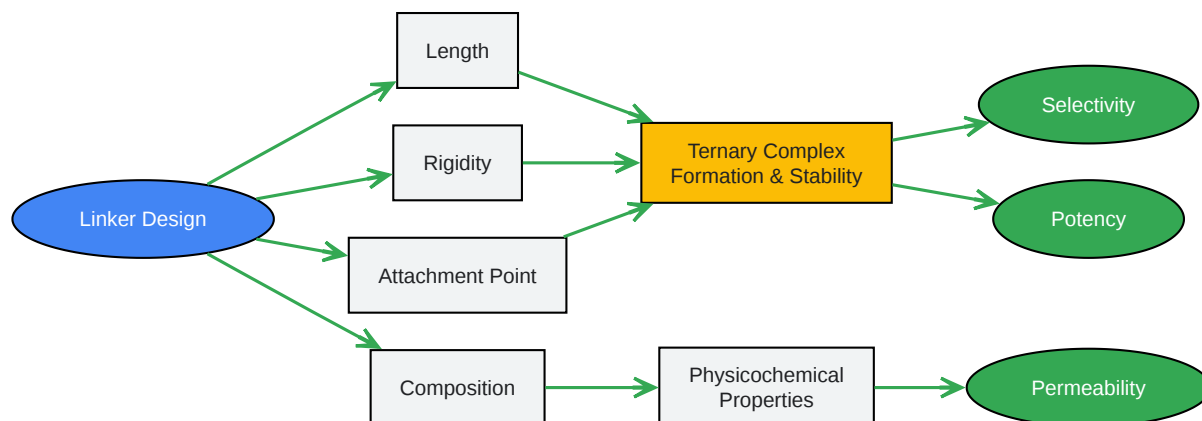 Length
Selectivity
Rigidity
Ternary Complex
Formation & Stability
Linker Design
Potency
Attachment Point
Composition
Physicochemical
Properties
Permeability